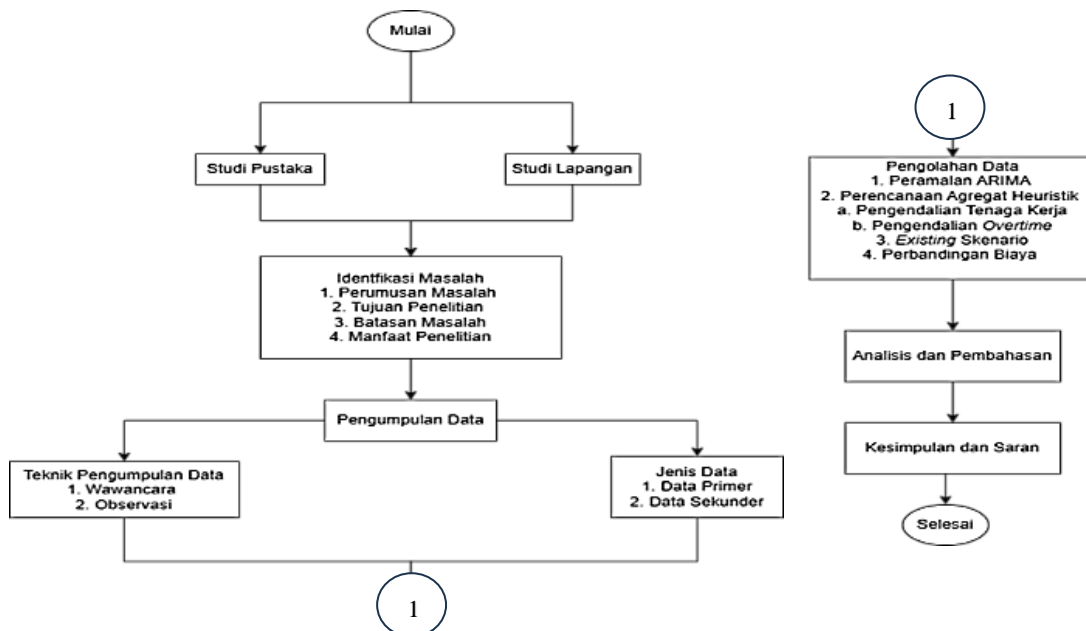 Mulai
Studi Pustaka
Studi Lapangan
Identfikasi Masalah
1. Perumusan Masalah
2. Tujuan Penelitian
3. Batasan Masalah
4. Manfaat Penelitian
Pengumpulan Data
Teknik Pengumpulan Data
1. Wawancara
2. Observasi
Jenis Data
1. Data Primer
2. Data Sekunder
1
1
Pengolahan Data
1. Peramalan ARIMA
2. Perencanaan Agregat Heuristik
a. Pengendalian Tenaga Kerja
b. Pengendalian Overtime
3. Existing Skenario
4. Perbandingan Biaya
Analisis dan Pembahasan
Kesimpulan dan Saran
Selesai